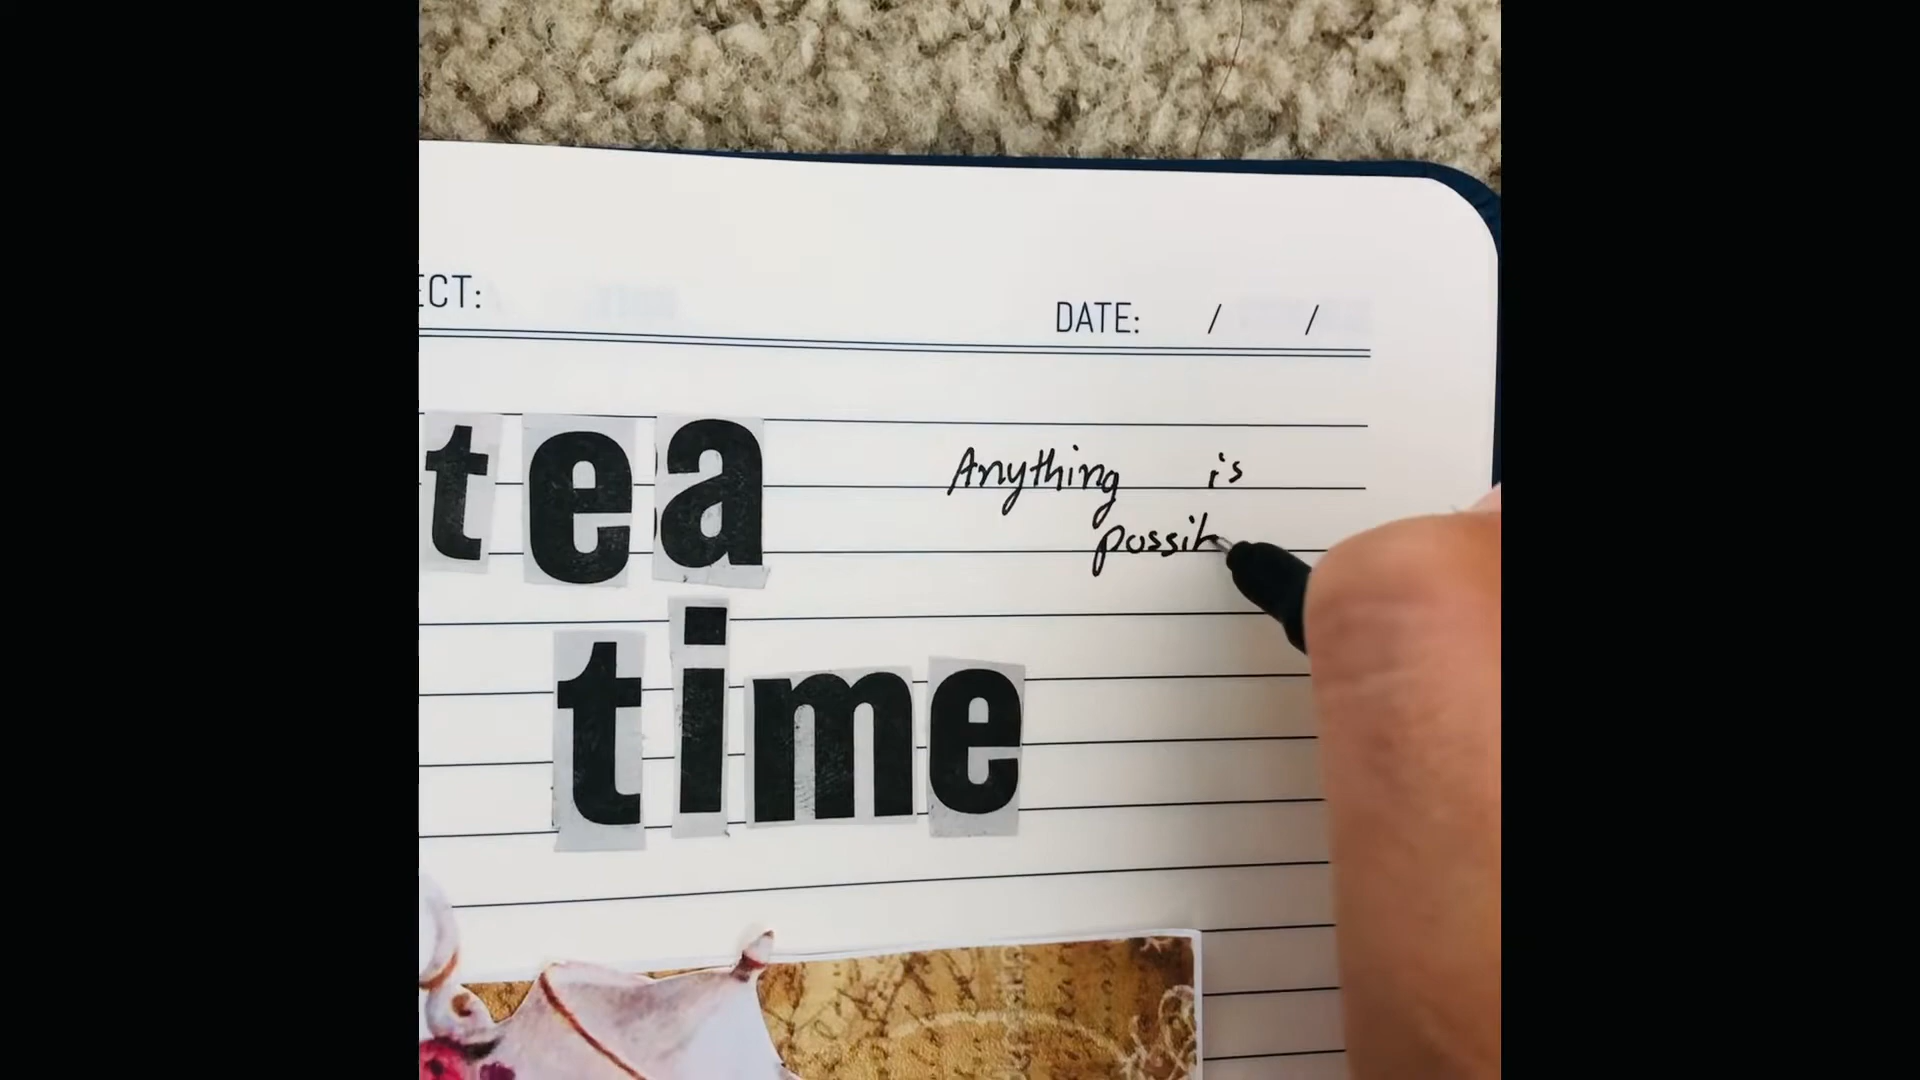 ECT:
DATE: / /
tea
Anything is
possib
time